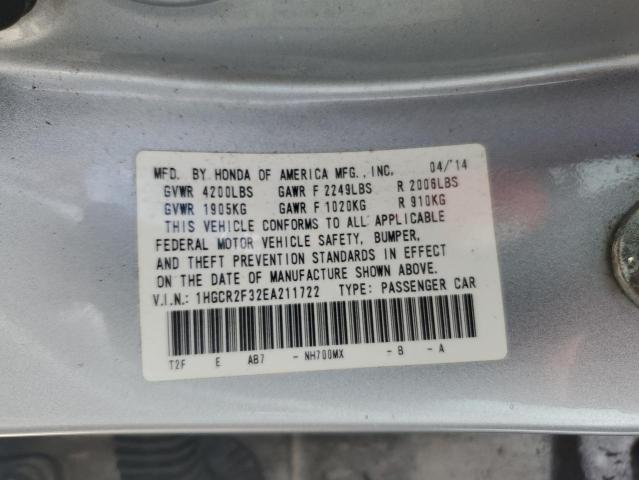 MFD. BY HONDA OF AMERICA MFG., INC. 04/'14
GVWR 4200LBS GAWR F 2249LBS R 2006LBS
GVWR 1905KG GAWR F 1020KG R 910KG
THIS VEHICLE CONFORMS TO ALL APPLICABLE
FEDERAL MOTOR VEHICLE SAFETY, BUMPER,
AND THEFT PREVENTION STANDARDS IN EFFECT
ON THE DATE OF MANUFACTURE SHOWN ABOVE.
V.I.N.: 1HGCR2F32EA211722 TYPE: PASSENGER CAR
T2F E AB7 - NH700MX - B - A